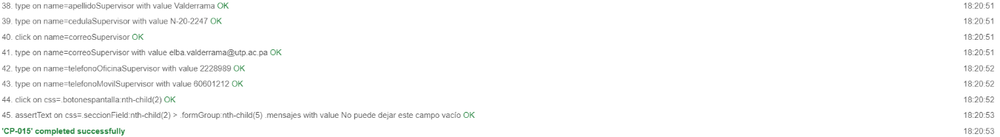 38. type on name=apellidoSupervisor with value Valderrama OK 18:20:51
39. type on name=cedulaSupervisor with value N-20-2247 OK 18:20:51
40. click on name=correoSupervisor OK 18:20:51
41. type on name=correoSupervisor with value elba.valderrama@utp.ac.pa OK 18:20:51
42. type on name=telefonoOficinaSupervisor with value 2228989 OK 18:20:52
43. type on name=telefonoMovilSupervisor with value 60601212 OK 18:20:52
44. click on css=.botonespantalla:nth-child(2) OK 18:20:52
45. assertText on css=.seccionField:nth-child(2) > .formGroup:nth-child(5) .mensajes with value No puede dejar este campo vacío OK 18:20:53
'CP-015' completed successfully 18:20:53